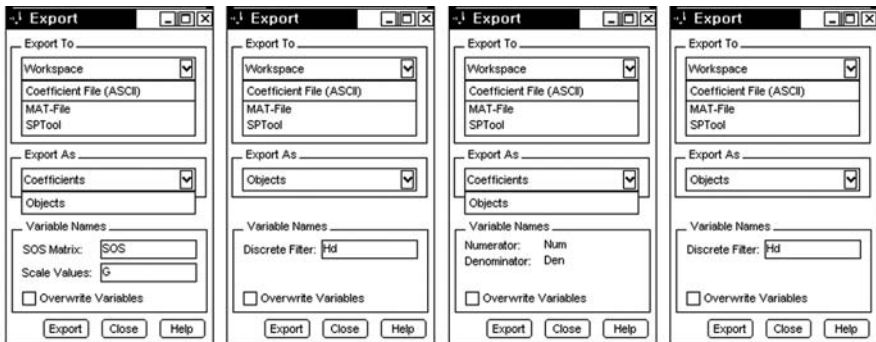 Export
Export To
Workspace
Coefficient File (ASCII)
MAT-File
SPTool
Export As
Coefficients
Objects
Variable Names
SOS Matrix: SOS
Scale Values: G
Overwrite Variables
Export Close Help
Export
Export To
Workspace
Coefficient File (ASCII)
MAT-File
SPTool
Export As
Objects
Variable Names
Discrete Filter: Hd
Overwrite Variables
Export Close Help
Export
Export To
Workspace
Coefficient File (ASCII)
MAT-File
SPTool
Export As
Coefficients
Objects
Variable Names
Numerator: Num
Denominator: Den
Overwrite Variables
Export Close Help
Export
Export To
Workspace
Coefficient File (ASCII)
MAT-File
SPTool
Export As
Objects
Variable Names
Discrete Filter: Hd
Overwrite Variables
Export Close Help